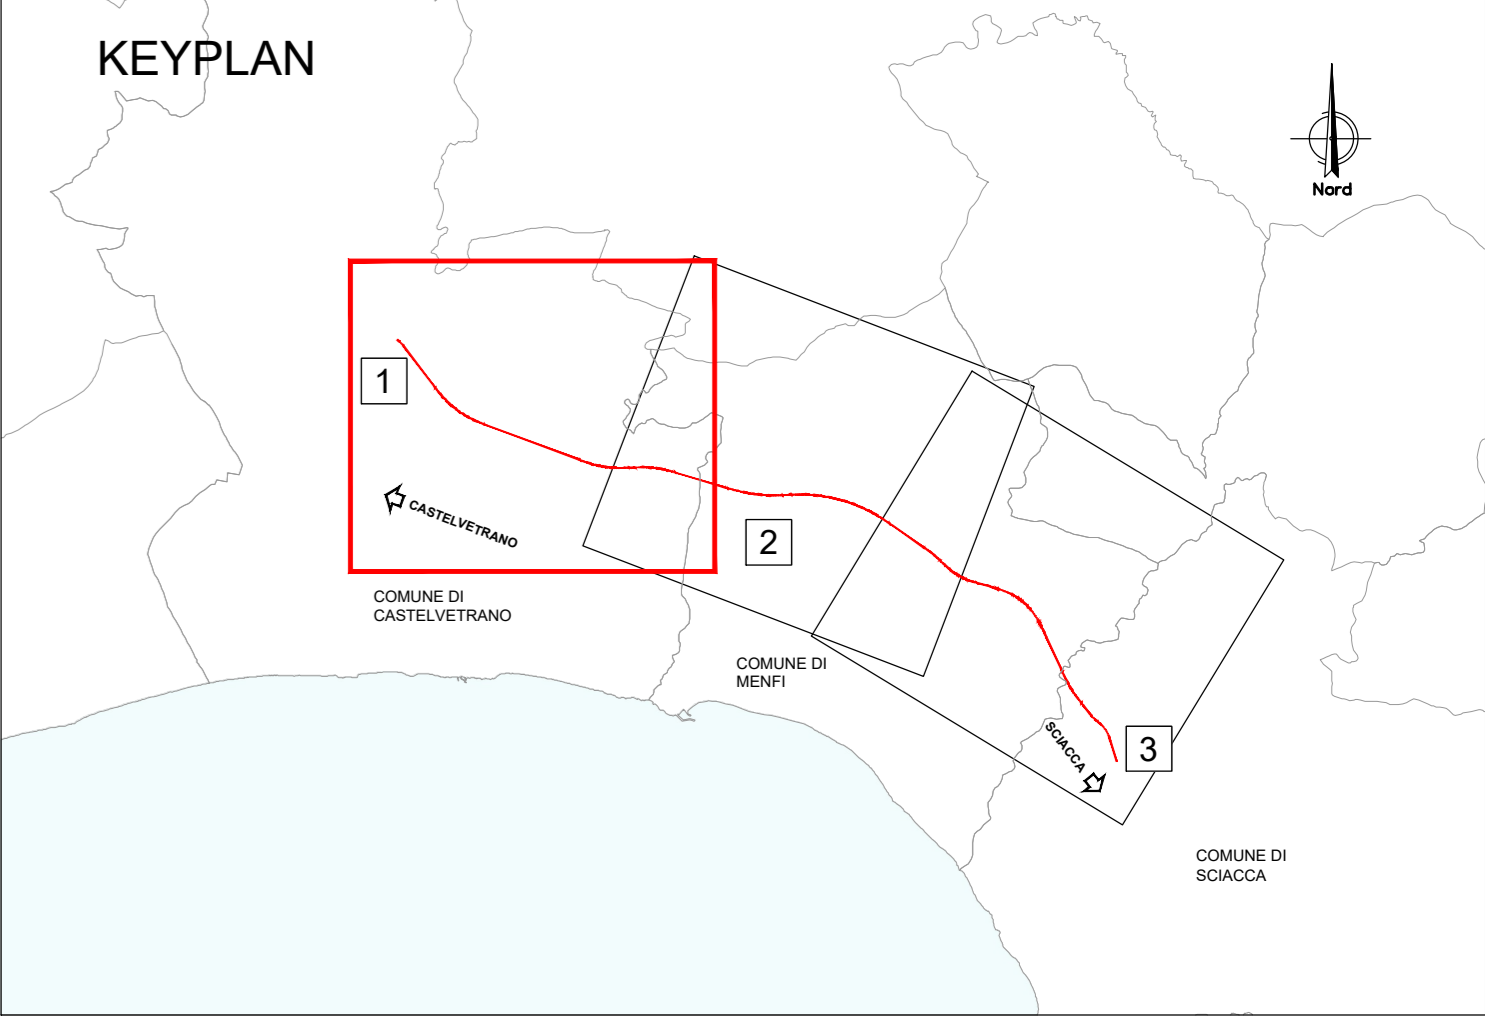 KEYPLAN
Nord
1
CASTELVETRANO
2
COMUNE DI
CASTELVETRANO
COMUNE DI
MENFI
SCIACCA
3
COMUNE DI
SCIACCA